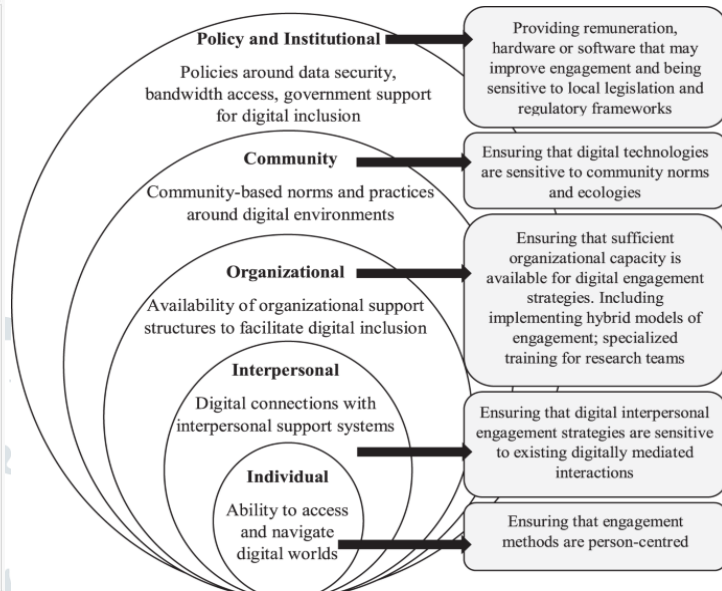 Policy and Institutional
Policies around data security,
bandwidth access, government support
for digital inclusion
Community
Community-based norms and practices
around digital environments
Organizational
Availability of organizational support
structures to facilitate digital inclusion
Interpersonal
Digital connections with
interpersonal support systems
Individual
Ability to access
and navigate
digital worlds
Providing remuneration,
hardware or software that may
improve engagement and being
sensitive to local legislation and
regulatory frameworks
Ensuring that digital technologies
are sensitive to community norms
and ecologies
Ensuring that sufficient
organizational capacity is
available for digital engagement
strategies. Including
implementing hybrid models of
engagement; specialized
training for research teams
Ensuring that digital interpersonal
engagement strategies are sensitive
to existing digitally mediated
interactions
Ensuring that engagement
methods are person-centred